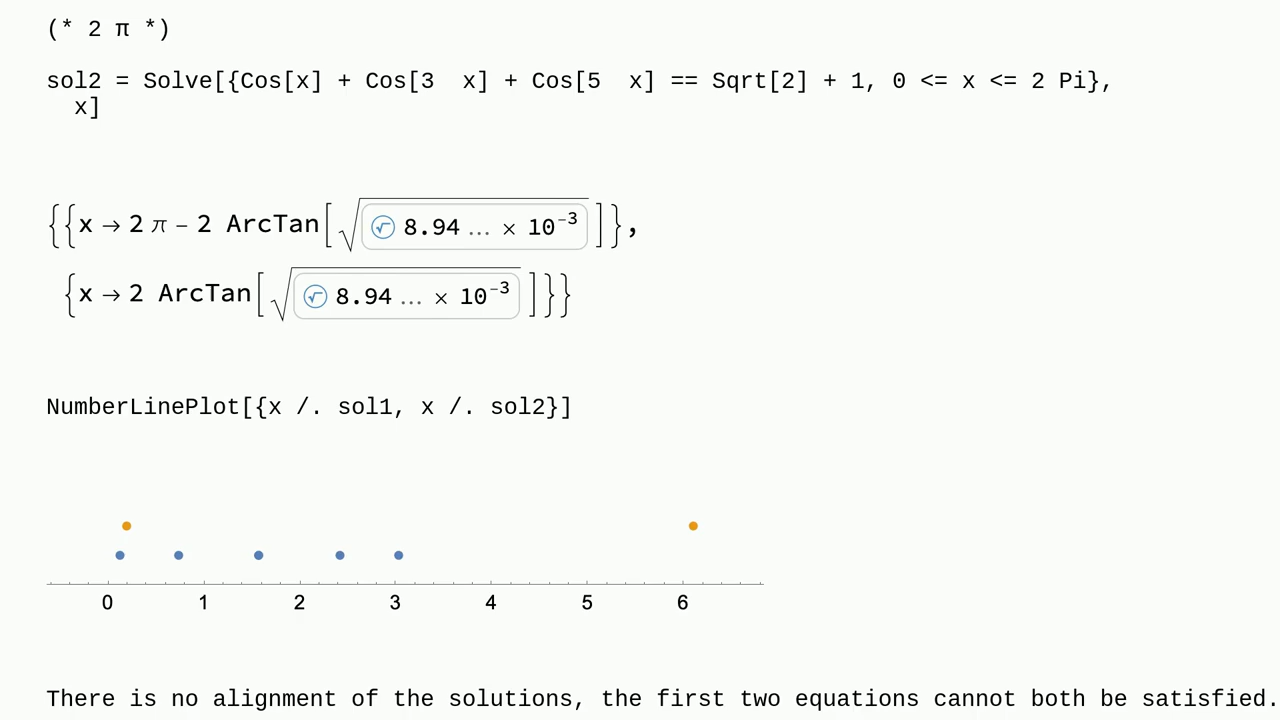 (* 2 π *)
sol2 = Solve[{Cos[x] + Cos[3  x] + Cos[5  x] == Sqrt[2] + 1, 0 <= x <= 2 Pi},
x]
{{x → 2 π - 2 ArcTan[√ 8.94 ... × 10^-3 ]},
{x → 2 ArcTan[√ 8.94 ... × 10^-3 ]}}
NumberLinePlot[{x /. sol1, x /. sol2}]
0 1 2 3 4 5 6
There is no alignment of the solutions, the first two equations cannot both be satisfied.